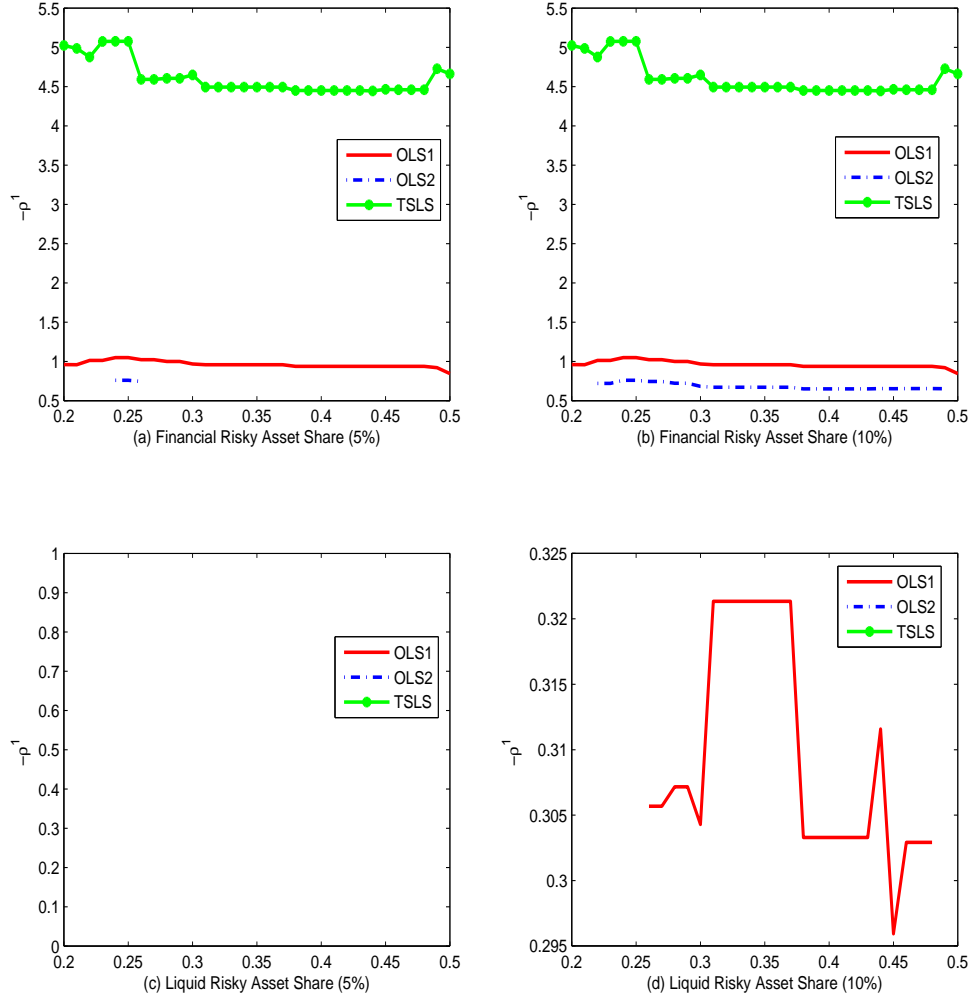 5.5
5
4.5
4
3.5
3
2.5
2
1.5
1
0.5
−ρ¹
OLS1
OLS2
TSLS
0.2 0.25 0.3 0.35 0.4 0.45 0.5
(a) Financial Risky Asset Share (5%)
5.5
5
4.5
4
3.5
3
2.5
2
1.5
1
0.5
−ρ¹
OLS1
OLS2
TSLS
0.2 0.25 0.3 0.35 0.4 0.45 0.5
(b) Financial Risky Asset Share (10%)
1
0.9
0.8
0.7
0.6
0.5
0.4
0.3
0.2
0.1
0
−ρ¹
OLS1
OLS2
TSLS
0.2 0.25 0.3 0.35 0.4 0.45 0.5
(c) Liquid Risky Asset Share (5%)
0.325
0.32
0.315
0.31
0.305
0.3
0.295
−ρ¹
OLS1
OLS2
TSLS
0.2 0.25 0.3 0.35 0.4 0.45 0.5
(d) Liquid Risky Asset Share (10%)